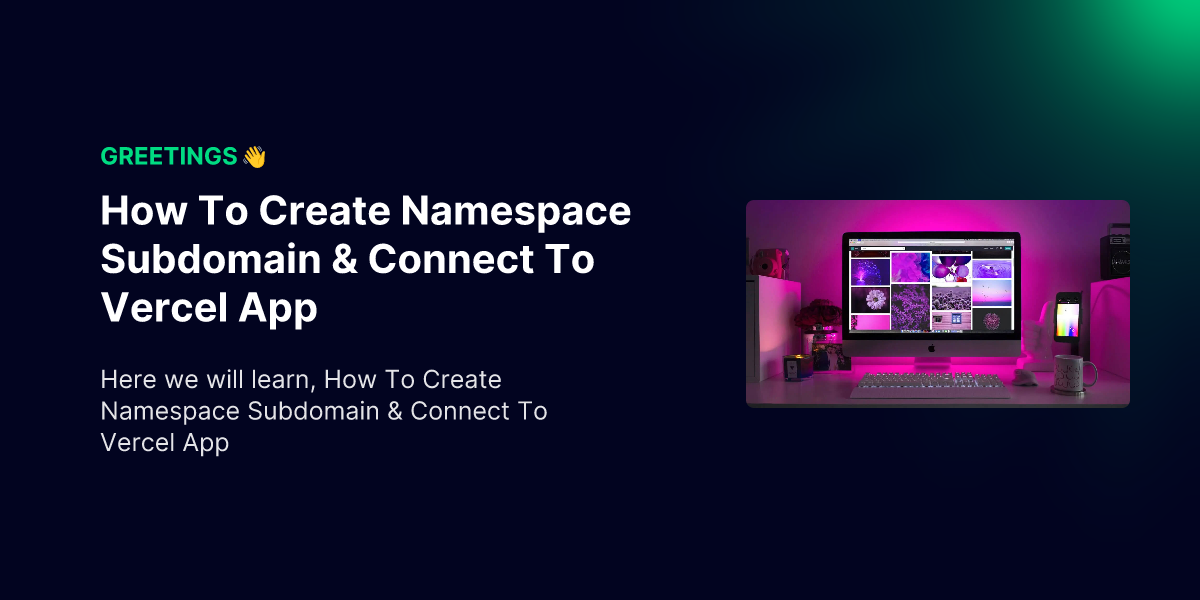 GREETINGS 👋
How To Create Namespace
Subdomain & Connect To
Vercel App
Here we will learn, How To Create
Namespace Subdomain & Connect To
Vercel App